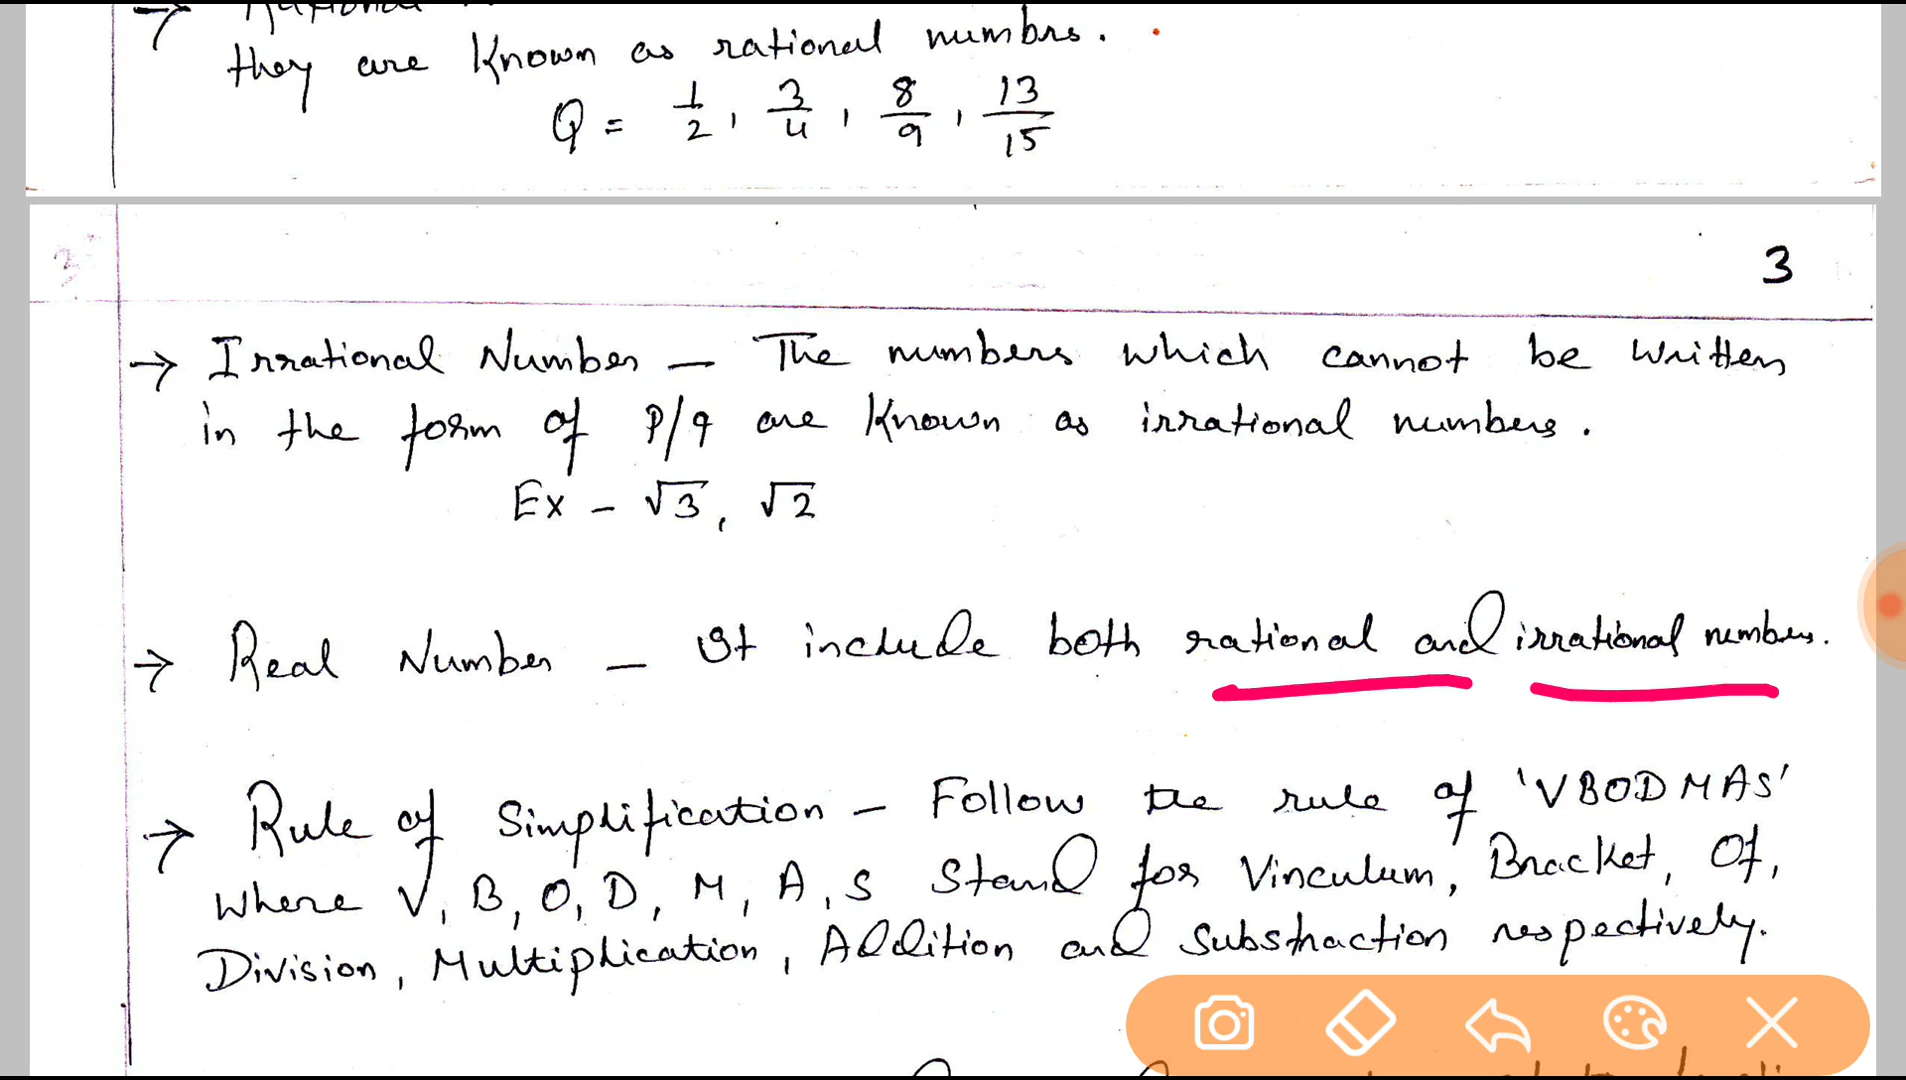 they are Known as rational numbrs.
Q = 1/2, 3/4, 8/9, 13/15
3
→ Irrational Number – The numbers which cannot be written
in the form of P/q are Known as irrational numbers.
Ex – √3, √2
→ Real Number – It include both rational and irrational numbers.
→ Rule of Simplification – Follow the rule of 'VBODMAS'
where V, B, O, D, M, A, S Stand for Vinculum, Bracket, Of,
Division, Multiplication, Addition and Substraction respectively.